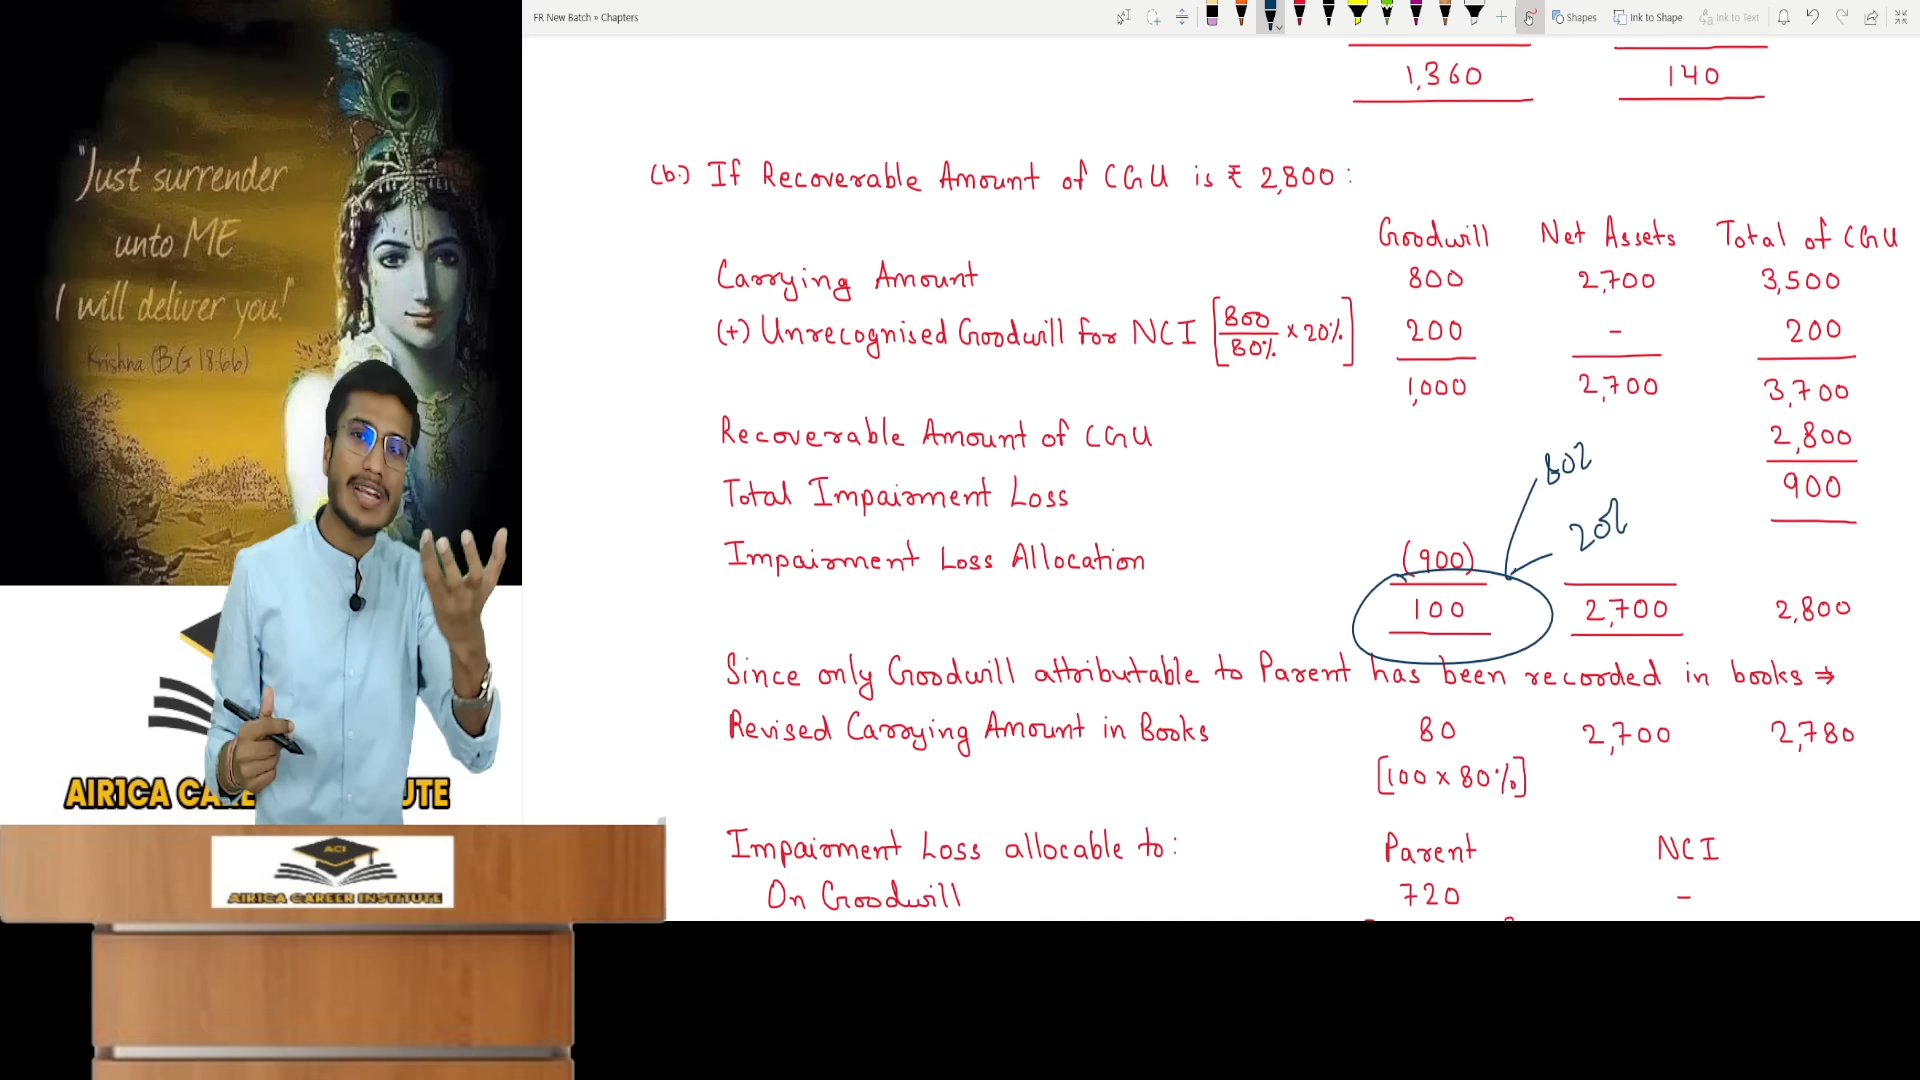 FR New Batch » Chapters
Shapes
Ink to Shape
Ink to Text
"Just surrender
unto ME
I will deliver you!"
- Krishna (B.G 18:66)
1,360 140
(b.) If Recoverable Amount of CGU is ₹ 2,800 :
Goodwill Net Assets Total of CGU
Carrying Amount 800 2,700 3,500
(+) Unrecognised Goodwill for NCI [800/80% × 20%] 200 - 200
1,000 2,700 3,700
Recoverable Amount of CGU 2,800
80%
Total Impairment Loss 900
20%
Impairment Loss Allocation (900)
100 2,700 2,800
Since only Goodwill attributable to Parent has been recorded in books ⇒
Revised Carrying Amount in Books 80 2,700 2,780
[100 × 80%]
Impairment Loss allocable to : Parent NCI
On Goodwill 720 -
ACI
AIR1CA CAREER INSTITUTE